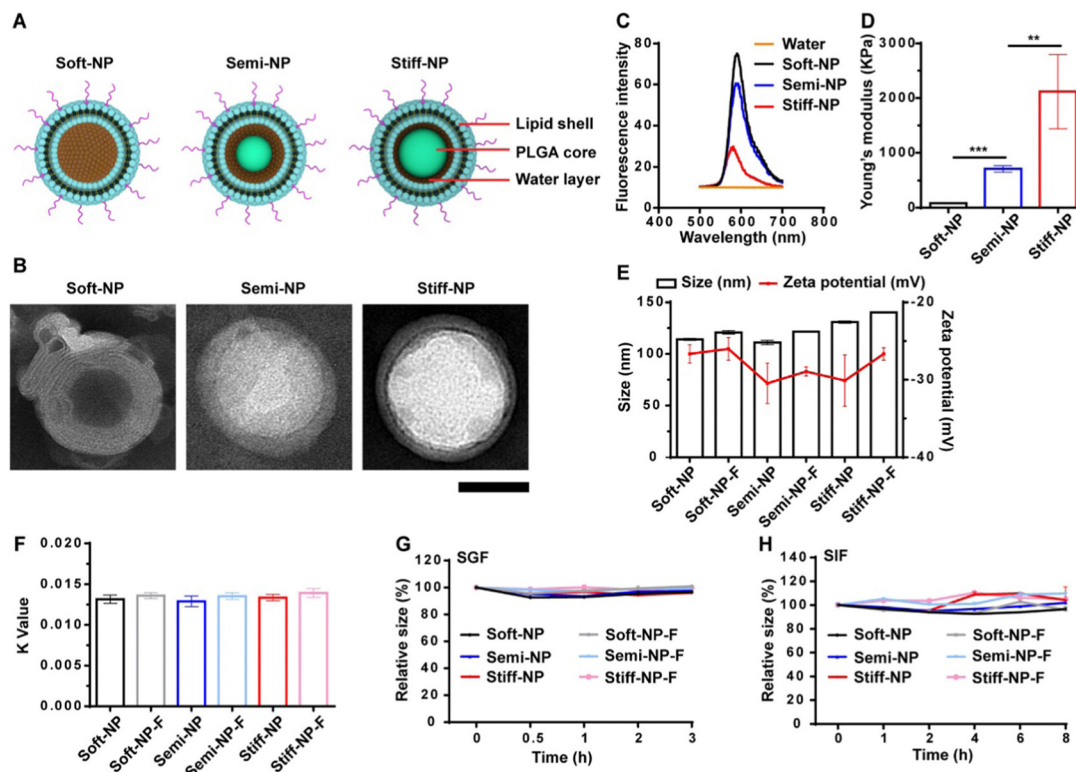 A
Soft-NP
Semi-NP
Stiff-NP
Lipid shell
PLGA core
Water layer
B
Soft-NP
Semi-NP
Stiff-NP
C
Fluorescence intensity
80
60
40
20
0
400
500
600
700
800
Wavelength (nm)
Water
Soft-NP
Semi-NP
Stiff-NP
D
Young's modulus (KPa)
3000
2000
1000
0
***
**
Soft-NP
Semi-NP
Stiff-NP
E
Size (nm)
Zeta potential (mV)
Size (nm)
150
100
50
0
-20
-30
-40
Zeta potential (mV)
Soft-NP
Soft-NP-F
Semi-NP
Semi-NP-F
Stiff-NP
Stiff-NP-F
F
K Value
0.020
0.015
0.010
0.005
0.000
Soft-NP
Soft-NP-F
Semi-NP
Semi-NP-F
Stiff-NP
Stiff-NP-F
G
SGF
Relative size (%)
120
100
80
60
40
20
0
Soft-NP
Soft-NP-F
Semi-NP
Semi-NP-F
Stiff-NP
Stiff-NP-F
0
0.5
1
2
3
Time (h)
H
SIF
Relative size (%)
140
120
100
80
60
40
20
0
Soft-NP
Soft-NP-F
Semi-NP
Semi-NP-F
Stiff-NP
Stiff-NP-F
0
1
2
4
6
8
Time (h)